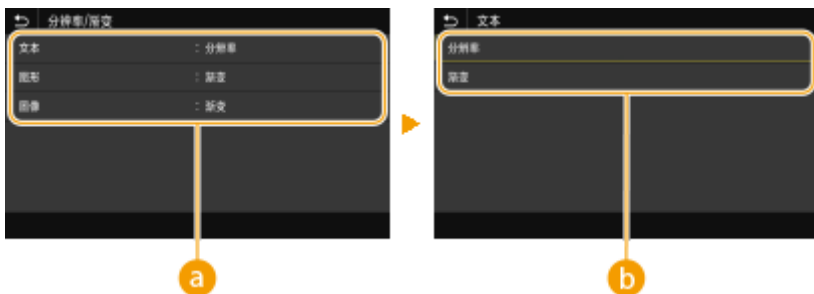 分辨率/渐变
文本 : 分辨率
图形 : 渐变
图像 : 渐变
a
文本
分辨率
渐变
b